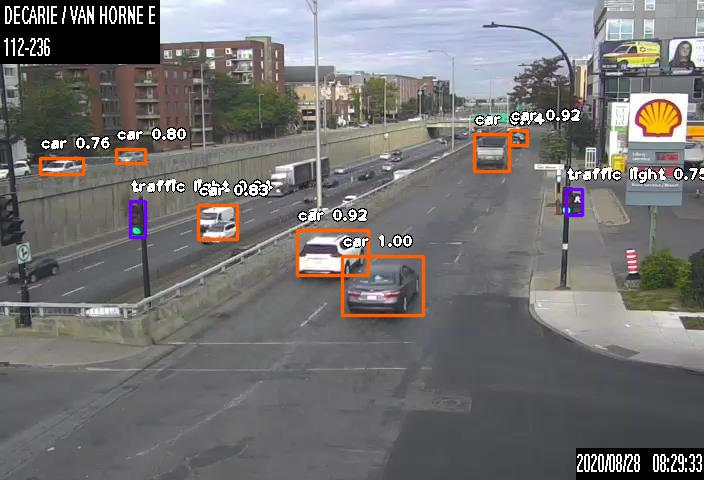 DECARIE / VAN HORNE E
112-236
car 0.92
car 0.80
car 0.76
traffic light 0.75
car 0.83
car 0.92
car 1.00
2020/08/28 08:29:33